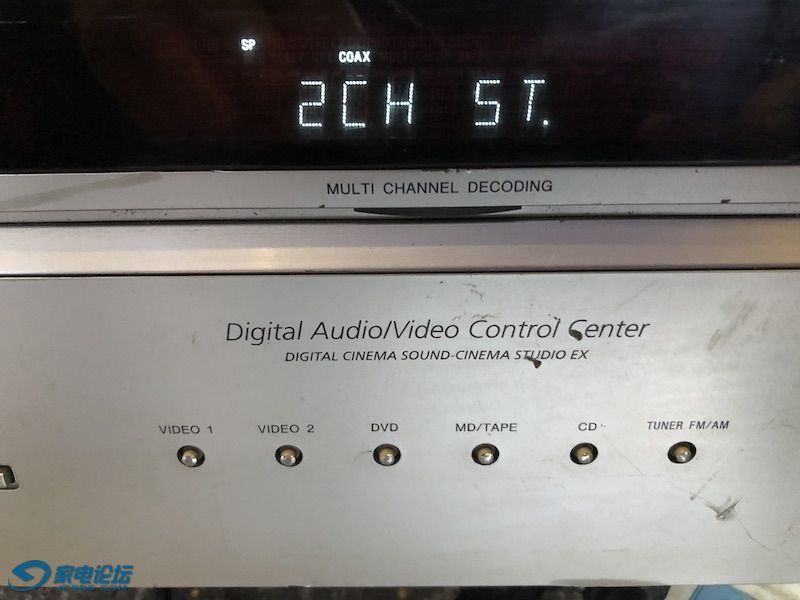 SP
COAX
2CH ST.
MULTI CHANNEL DECODING
Digital Audio/Video Control Center
DIGITAL CINEMA SOUND-CINEMA STUDIO EX
VIDEO 1 VIDEO 2 DVD MD/TAPE CD TUNER FM/AM
家电论坛